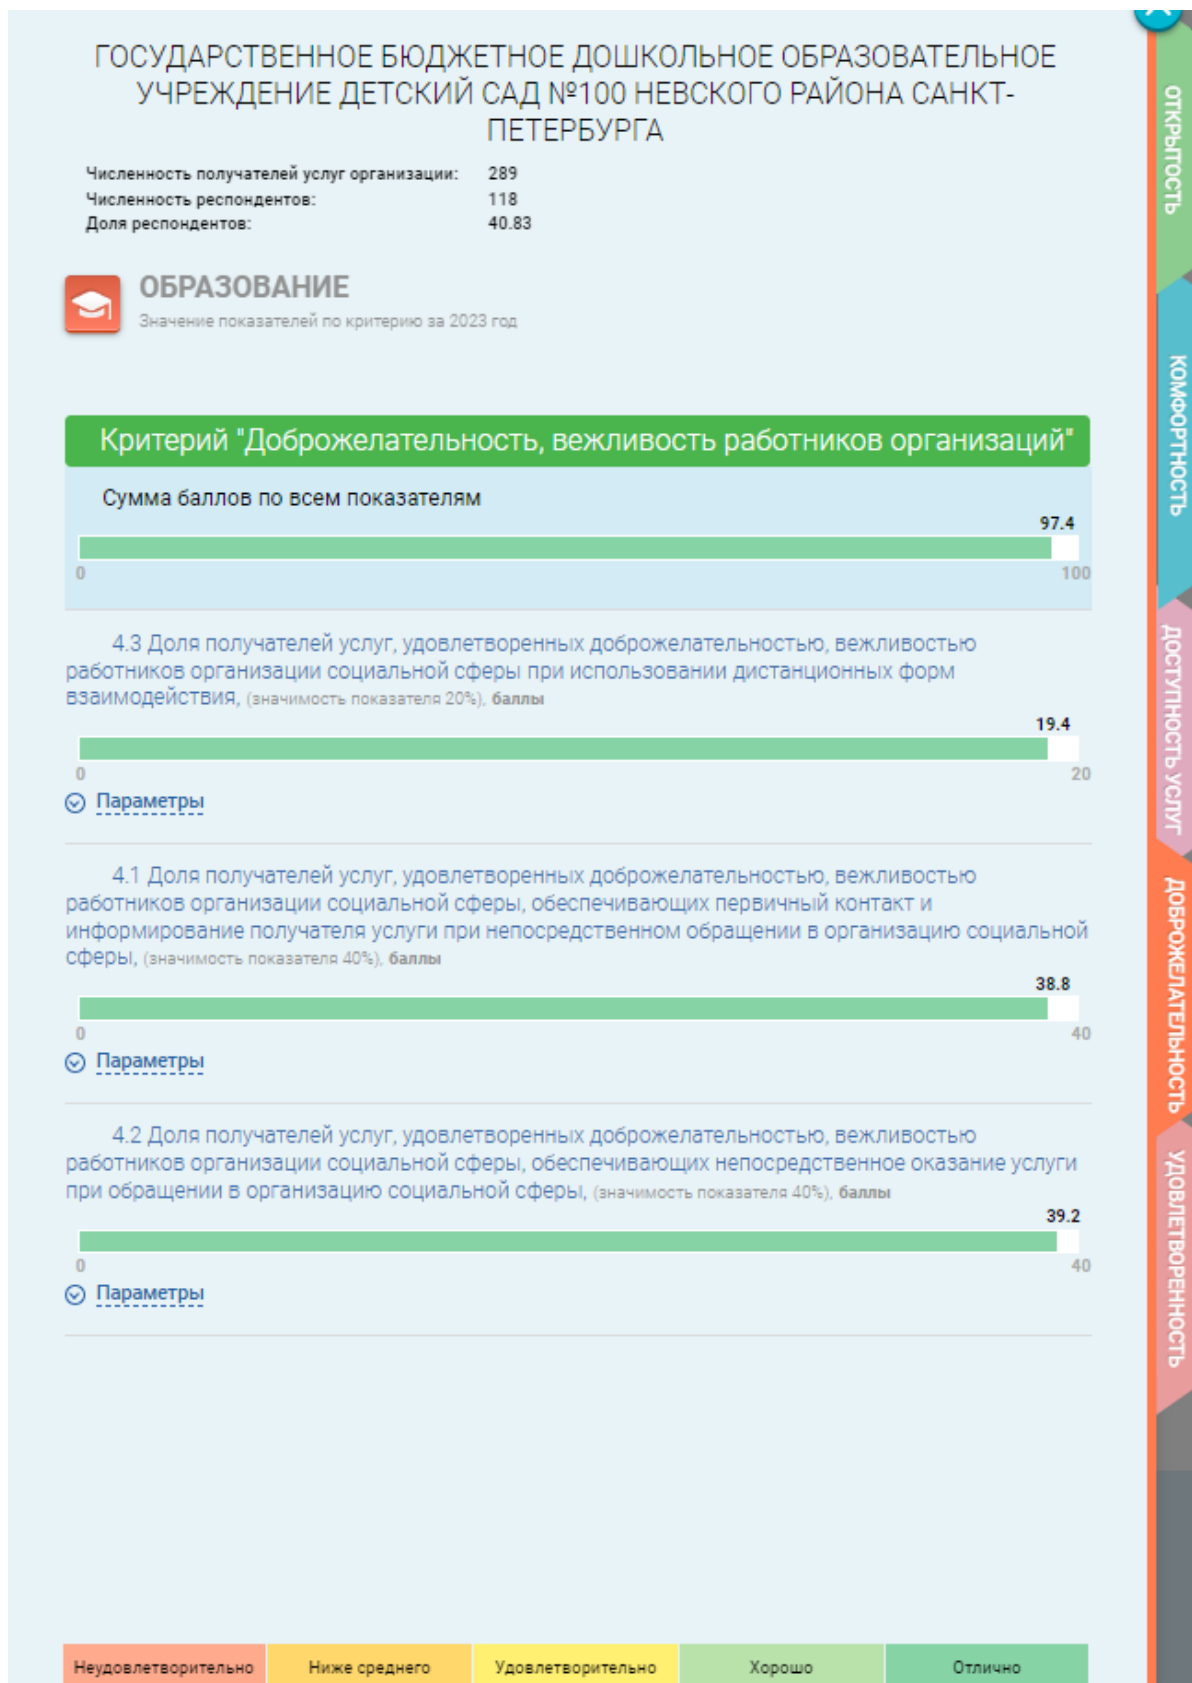 ГОСУДАРСТВЕННОЕ БЮДЖЕТНОЕ ДОШКОЛЬНОЕ ОБРАЗОВАТЕЛЬНОЕ
УЧРЕЖДЕНИЕ ДЕТСКИЙ САД №100 НЕВСКОГО РАЙОНА САНКТ-
ПЕТЕРБУРГА
Численность получателей услуг организации: 289
Численность респондентов: 118
Доля респондентов: 40.83
ОБРАЗОВАНИЕ
Значение показателей по критерию за 2023 год
Критерий "Доброжелательность, вежливость работников организаций"
Сумма баллов по всем показателям
97.4
0 100
4.3 Доля получателей услуг, удовлетворенных доброжелательностью, вежливостью
работников организации социальной сферы при использовании дистанционных форм
взаимодействия, (значимость показателя 20%), баллы
19.4
0 20
Параметры
4.1 Доля получателей услуг, удовлетворенных доброжелательностью, вежливостью
работников организации социальной сферы, обеспечивающих первичный контакт и
информирование получателя услуги при непосредственном обращении в организацию социальной
сферы, (значимость показателя 40%), баллы
38.8
0 40
Параметры
4.2 Доля получателей услуг, удовлетворенных доброжелательностью, вежливостью
работников организации социальной сферы, обеспечивающих непосредственное оказание услуги
при обращении в организацию социальной сферы, (значимость показателя 40%), баллы
39.2
0 40
Параметры
Неудовлетворительно Ниже среднего Удовлетворительно Хорошо Отлично
ОТКРЫТОСТЬ
КОМФОРТНОСТЬ
ДОСТУПНОСТЬ УСЛУГ
ДОБРОЖЕЛАТЕЛЬНОСТЬ
УДОВЛЕТВОРЕННОСТЬ